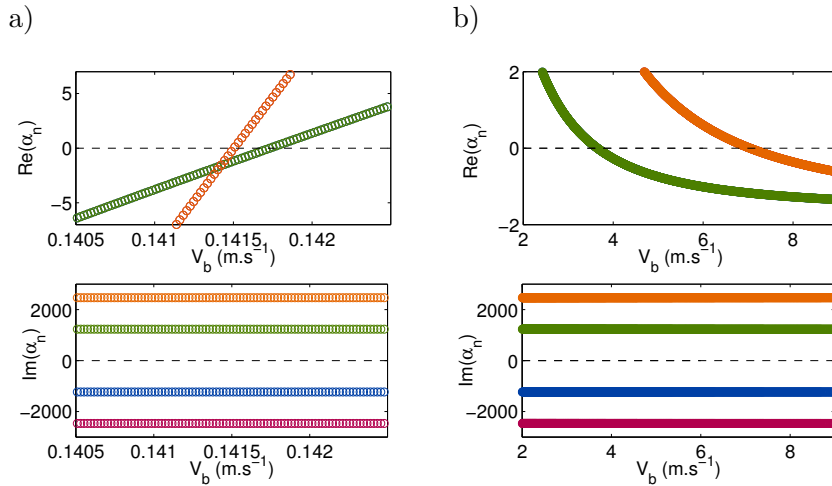 a)
b)
5
0
−5
Re(α_n)
0.1405 0.141 0.1415 0.142
V_b (m.s⁻¹)
2
0
−2
Re(α_n)
2 4 6 8
V_b (m.s⁻¹)
2000
0
−2000
Im(α_n)
0.1405 0.141 0.1415 0.142
V_b (m.s⁻¹)
2000
0
−2000
Im(α_n)
2 4 6 8
V_b (m.s⁻¹)